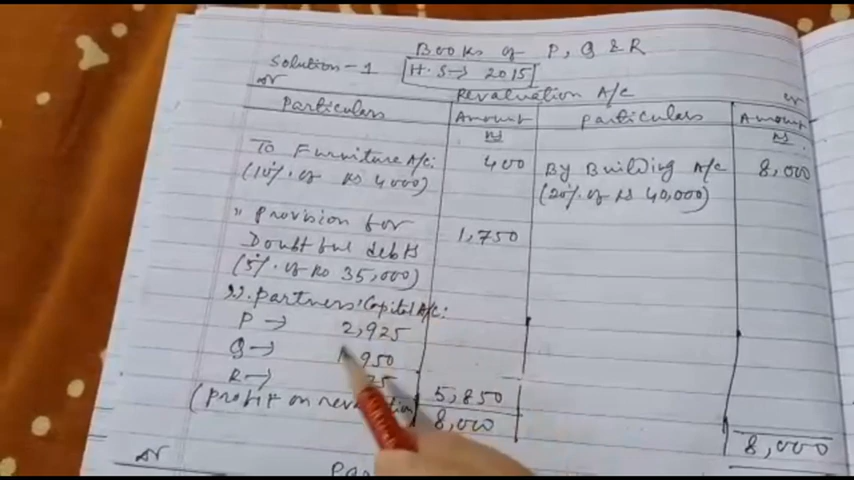 Books of P, Q & R
Solution-1 H.S→ 2015
Dr Revaluation A/c Cr
Particulars Amount Particulars Amount
Rs Rs
To Furniture A/c: 400 By Building A/c 8,000
(10% of Rs 4000) (20% of Rs 40,000)
" Provision for
Doubtful debts 1,750
(5% of Rs 35,000)
". Partners' Capital A/c:
P → 2,925
Q → 1,950
R →
(Profit on 5,850
8,000 8,000
Dr